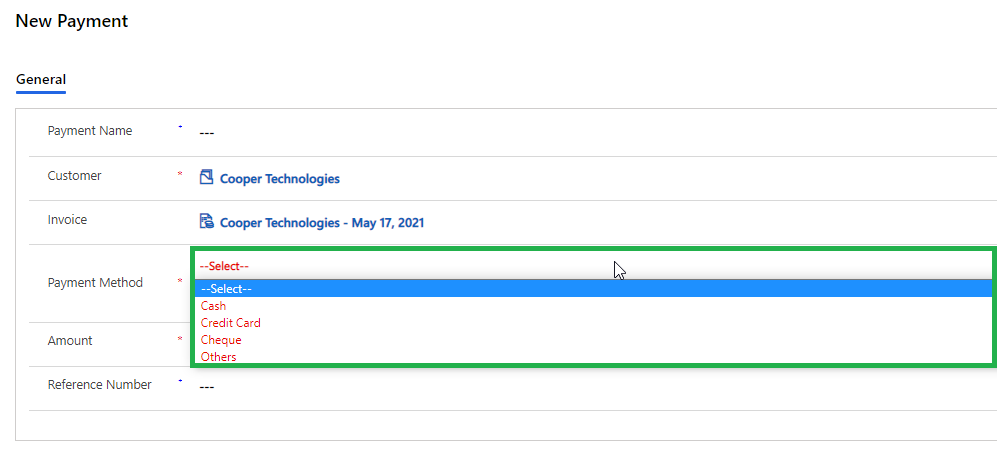 New Payment
General
Payment Name * ---
Customer * Cooper Technologies
Invoice Cooper Technologies - May 17, 2021
Payment Method * --Select--
--Select--
Cash
Credit Card
Cheque
Others
Amount *
Reference Number * ---